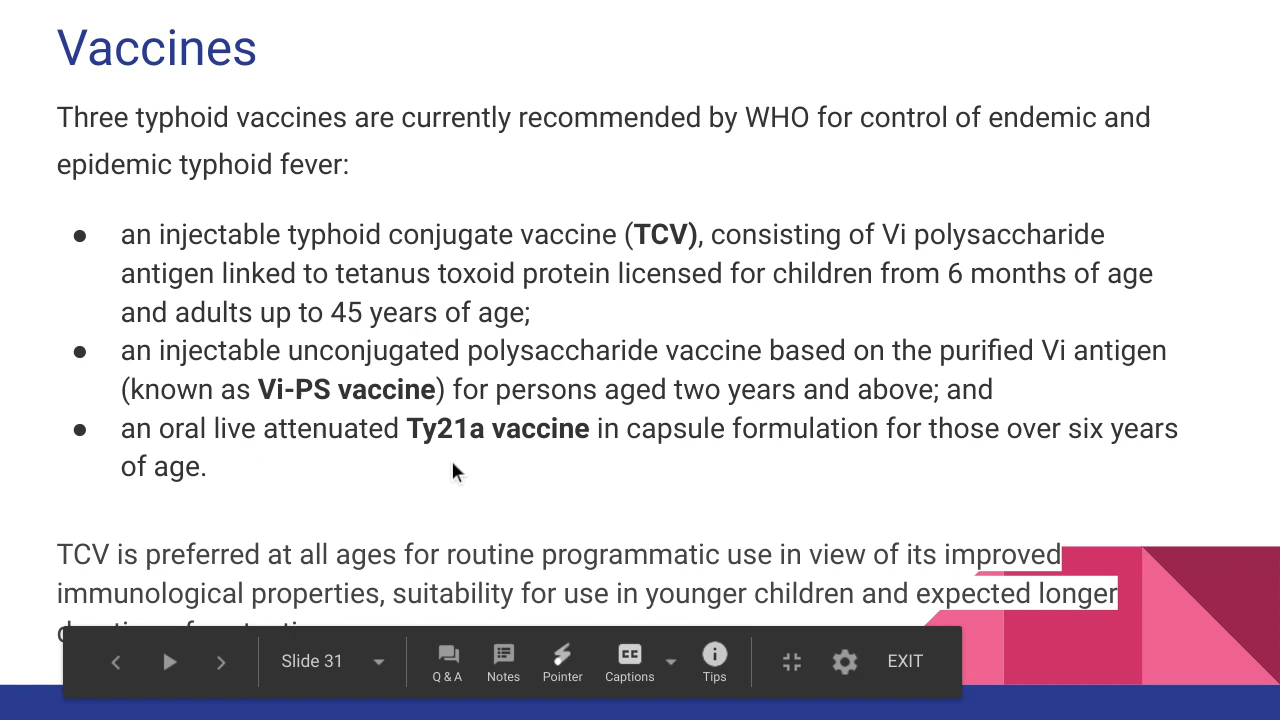 Vaccines
Three typhoid vaccines are currently recommended by WHO for control of endemic and
epidemic typhoid fever:
● an injectable typhoid conjugate vaccine (TCV), consisting of Vi polysaccharide
antigen linked to tetanus toxoid protein licensed for children from 6 months of age
and adults up to 45 years of age;
● an injectable unconjugated polysaccharide vaccine based on the purified Vi antigen
(known as Vi-PS vaccine) for persons aged two years and above; and
● an oral live attenuated Ty21a vaccine in capsule formulation for those over six years
of age.
TCV is preferred at all ages for routine programmatic use in view of its improved
immunological properties, suitability for use in younger children and expected longer
Slide 31
Q & A
Notes
Pointer
CC
Captions
Tips
EXIT